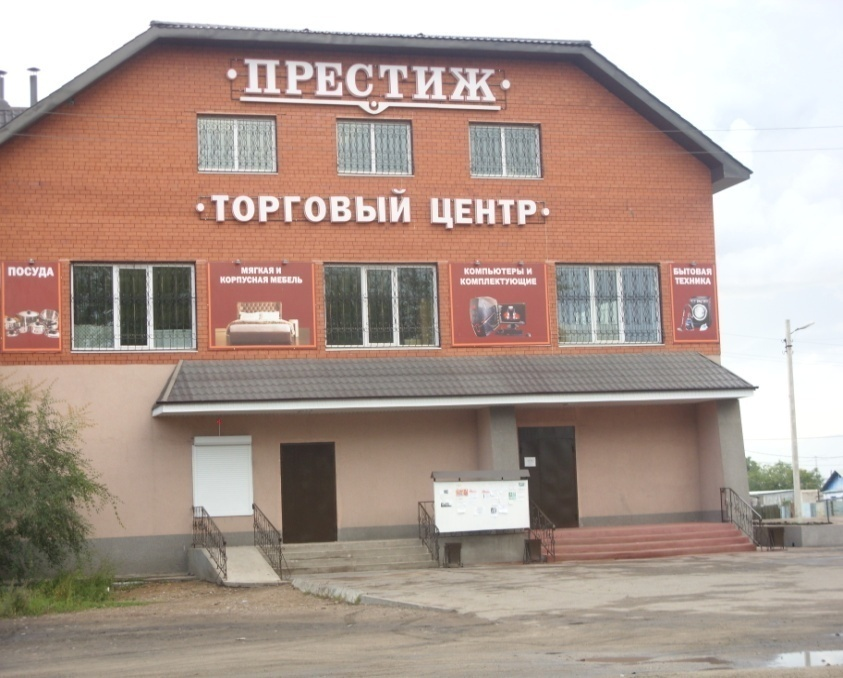 ПРЕСТИЖ
ТОРГОВЫЙ ЦЕНТР
ПОСУДА
МЯГКАЯ И
КОРПУСНАЯ МЕБЕЛЬ
КОМПЬЮТЕРЫ И
КОМПЛЕКТУЮЩИЕ
БЫТОВАЯ
ТЕХНИКА